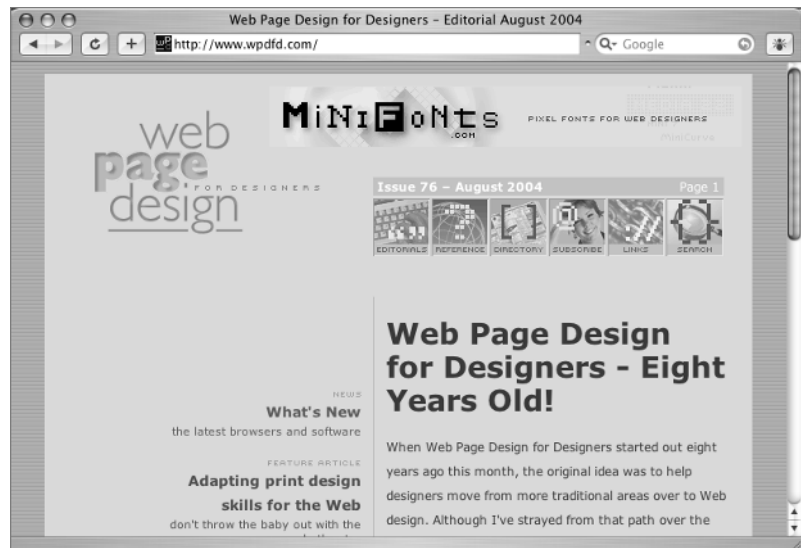 Web Page Design for Designers – Editorial August 2004
http://www.wpdfd.com/
Google
MiNiFoNts
.COM
PIXEL FONTS FOR WEB DESIGNERS
MiniCurve
web
page
FOR DESIGNERS
design
Issue 76 – August 2004 Page 1
EDITORIALS REFERENCE DIRECTORY SUBSCRIBE LINKS SEARCH
Web Page Design
for Designers - Eight
Years Old!
NEWS
What's New
the latest browsers and software
FEATURE ARTICLE
Adapting print design
skills for the Web
don't throw the baby out with the
When Web Page Design for Designers started out eight
years ago this month, the original idea was to help
designers move from more traditional areas over to Web
design. Although I've strayed from that path over the